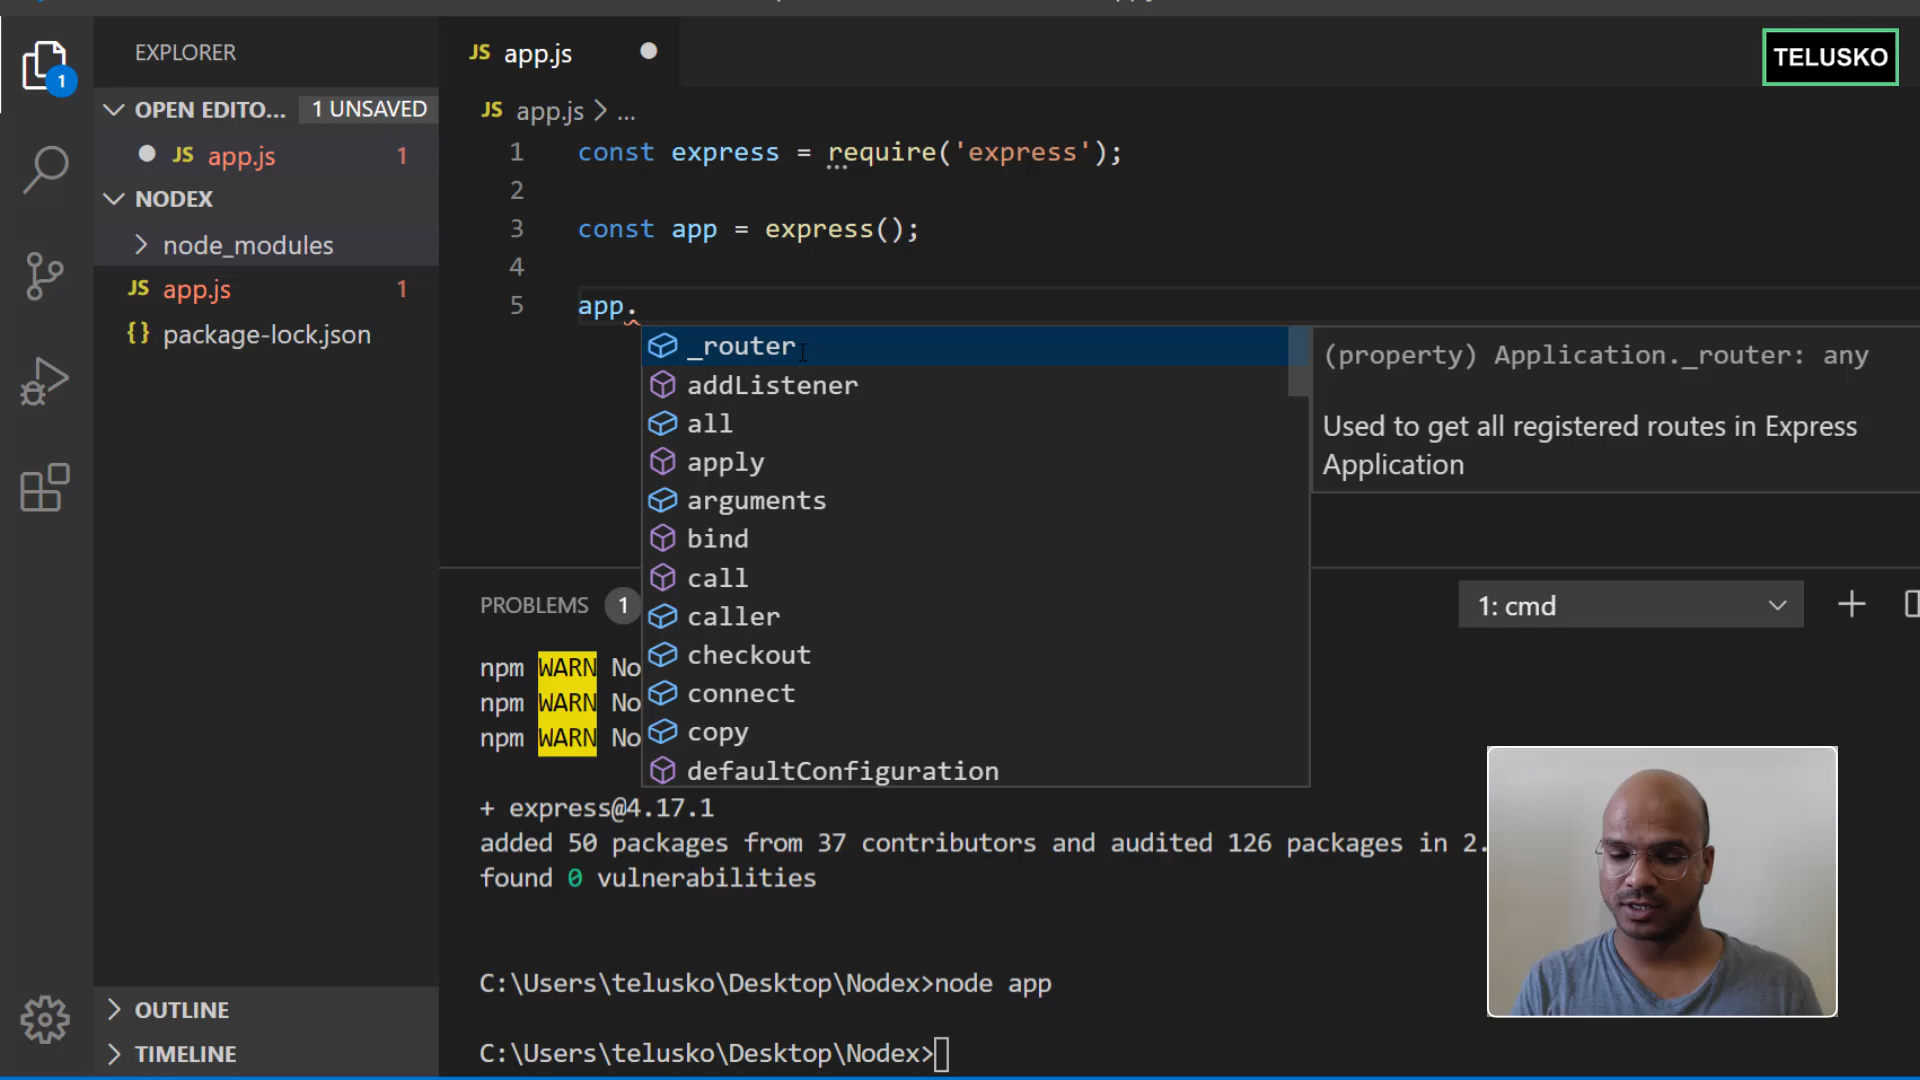 EXPLORER
OPEN EDITO... 1 UNSAVED
JS app.js 1
NODEX
node_modules
JS app.js 1
{} package-lock.json
OUTLINE
TIMELINE
1
JS app.js
TELUSKO
JS app.js > ...
1 const express = require('express');
2
3 const app = express();
4
5 app.
_router
addListener
all
apply
arguments
bind
call
caller
checkout
connect
copy
defaultConfiguration
(property) Application._router: any
Used to get all registered routes in Express
Application
PROBLEMS 1
1: cmd
npm WARN No
npm WARN No
npm WARN No
+ express@4.17.1
added 50 packages from 37 contributors and audited 126 packages in 2.
found 0 vulnerabilities
C:\Users\telusko\Desktop\Nodex>node app
C:\Users\telusko\Desktop\Nodex>